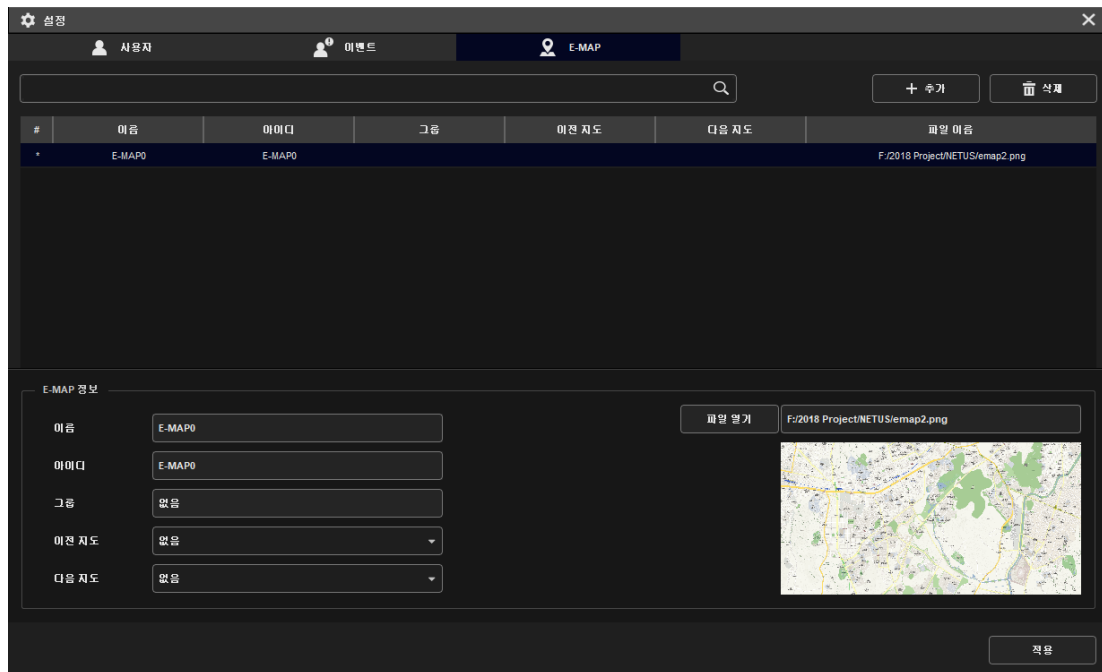 설정
사용자 이벤트 E-MAP
추가 삭제
# 이름 아이디 그룹 이전 지도 다음 지도 파일 이름
* E-MAP0 E-MAP0 F:/2018 Project/NETUS/emap2.png
E-MAP 정보
이름 E-MAP0 파일 열기 F:/2018 Project/NETUS/emap2.png
아이디 E-MAP0
그룹 없음
이전 지도 없음
다음 지도 없음
적용